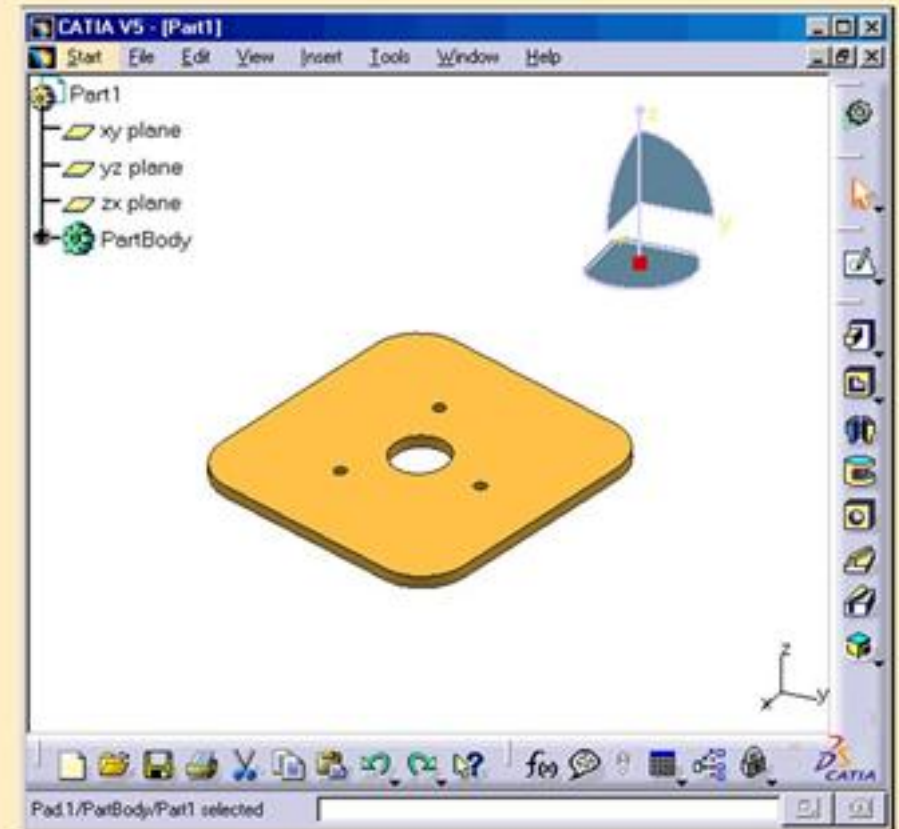 CATIA V5 - [Part1]
Start File Edit View Insert Tools Window Help
Part1
xy plane
yz plane
zx plane
PartBody
z
y
z
x y
f(x)
CATIA
Pad.1/PartBody/Part1 selected